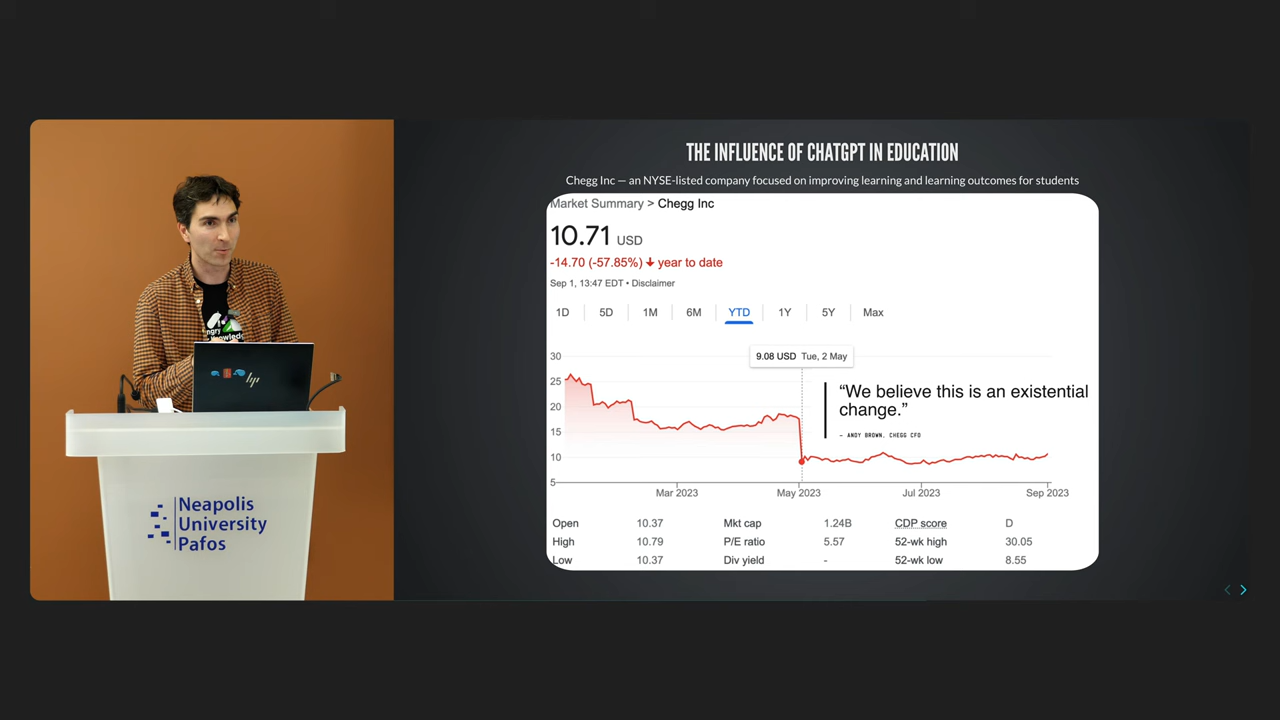 THE INFLUENCE OF CHATGPT IN EDUCATION
Chegg Inc — an NYSE-listed company focused on improving learning and learning outcomes for students
Market Summary > Chegg Inc
10.71 USD
-14.70 (-57.85%) ↓ year to date
Sep 1, 13:47 EDT • Disclaimer
1D 5D 1M 6M YTD 1Y 5Y Max
9.08 USD Tue, 2 May
30
25
20
15
10
5
“We believe this is an existential
change.”
– ANDY BROWN, CHEGG CFO
Mar 2023 May 2023 Jul 2023 Sep 2023
Open 10.37 Mkt cap 1.24B CDP score D
High 10.79 P/E ratio 5.57 52-wk high 30.05
Low 10.37 Div yield - 52-wk low 8.55
hp
Neapolis
University
Pafos